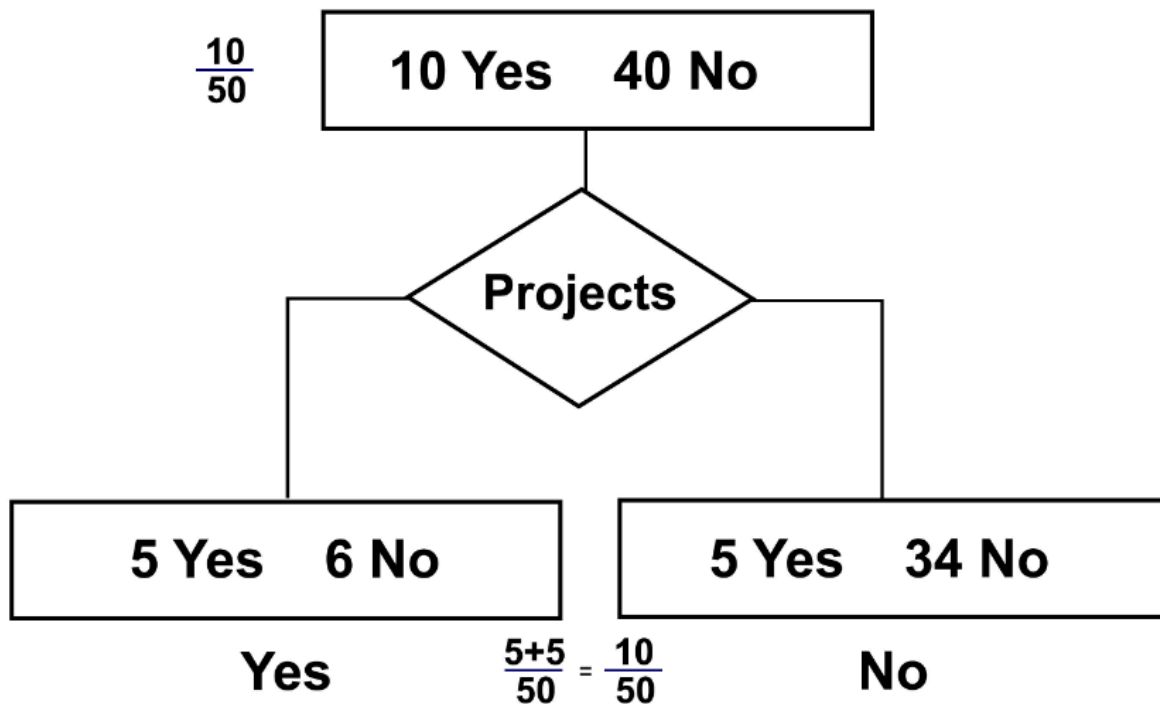 10
50
10 Yes 40 No
Projects
5 Yes 6 No
5 Yes 34 No
Yes
5+5
50
=
10
50
No